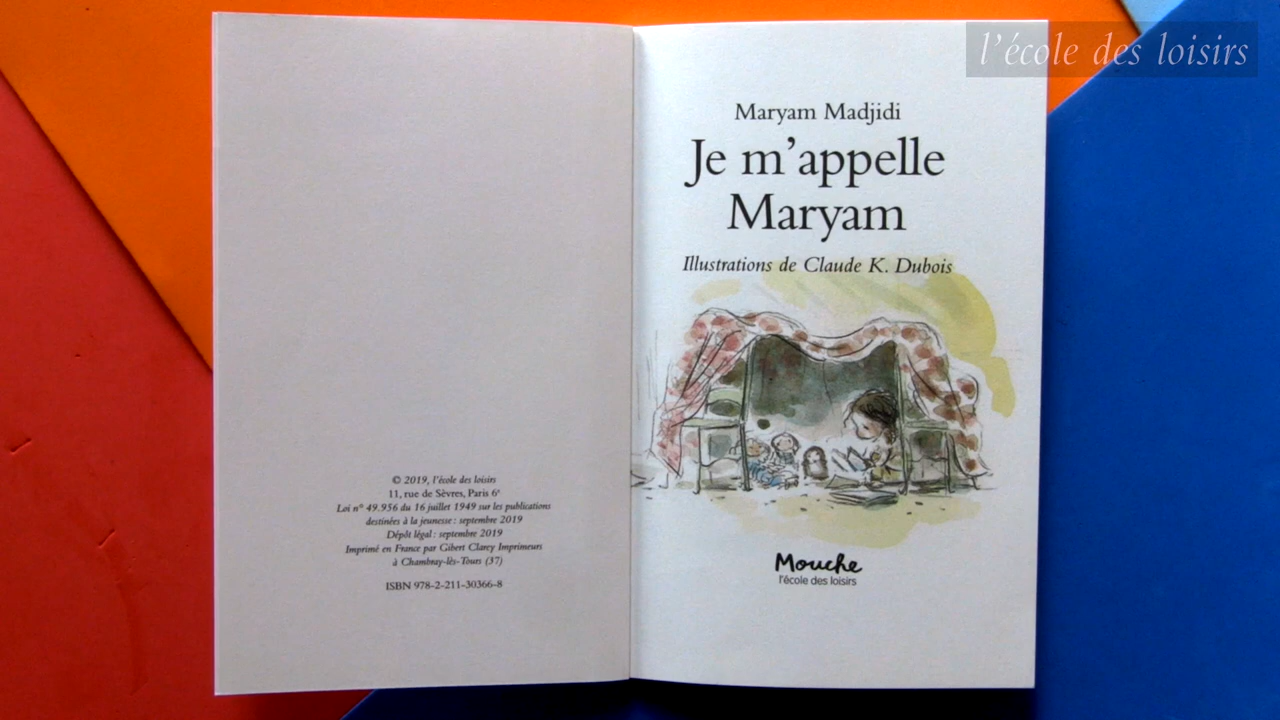 © 2019, l'école des loisirs
11, rue de Sèvres, Paris 6ᵉ
Loi n° 49.956 du 16 juillet 1949 sur les publications
destinées à la jeunesse : septembre 2019
Dépôt légal : septembre 2019
Imprimé en France par Gibert Clarey Imprimeurs
à Chambray-lès-Tours (37)
ISBN 978-2-211-30366-8
l'école des loisirs
Maryam Madjidi
Je m'appelle
Maryam
Illustrations de Claude K. Dubois
Mouche
l'école des loisirs